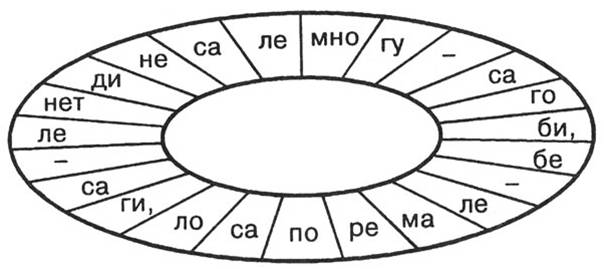 мно гу – са го би, бе – ле ма ре по са ло ги, са – ле нет ди не са ле